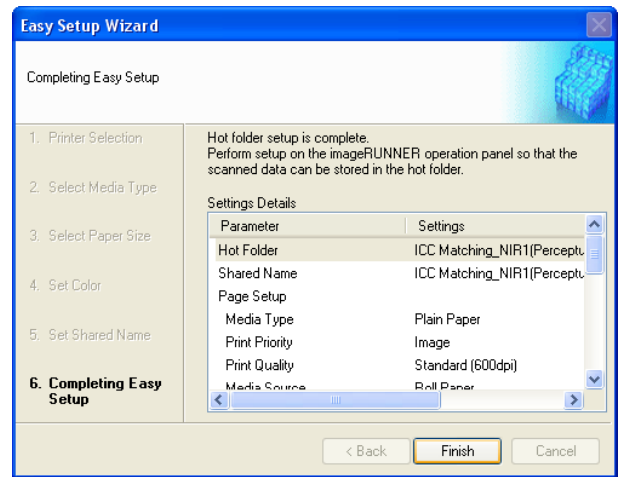 Easy Setup Wizard
Completing Easy Setup
1. Printer Selection
2. Select Media Type
3. Select Paper Size
4. Set Color
5. Set Shared Name
6. Completing Easy
Setup
Hot folder setup is complete.
Perform setup on the imageRUNNER operation panel so that the
scanned data can be stored in the hot folder.
Settings Details
Parameter Settings
Hot Folder ICC Matching_NIR1(Perceptu
Shared Name ICC Matching_NIR1(Perceptu
Page Setup
Media Type Plain Paper
Print Priority Image
Print Quality Standard (600dpi)
Media Source Roll Paper
< Back Finish Cancel